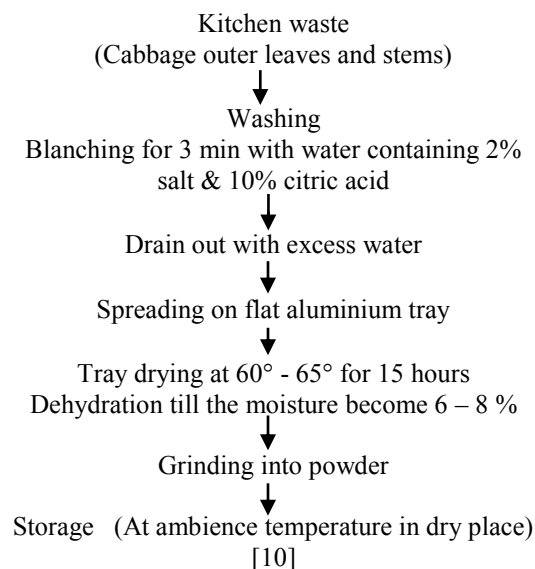 Kitchen waste
(Cabbage outer leaves and stems)
Washing
Blanching for 3 min with water containing 2%
salt & 10% citric acid
Drain out with excess water
Spreading on flat aluminium tray
Tray drying at 60° - 65° for 15 hours
Dehydration till the moisture become 6 – 8 %
Grinding into powder
Storage (At ambience temperature in dry place)
[10]